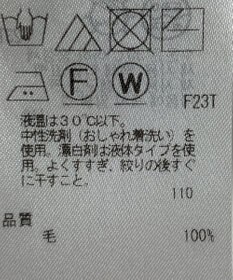 F
W
F23T
液温は30℃以下。
中性洗剤（おしゃれ着洗い）を
使用。漂白剤は液体タイプを使
用。よくすすぎ、絞りの後すぐ
に干すこと。
110
品質
毛 100%